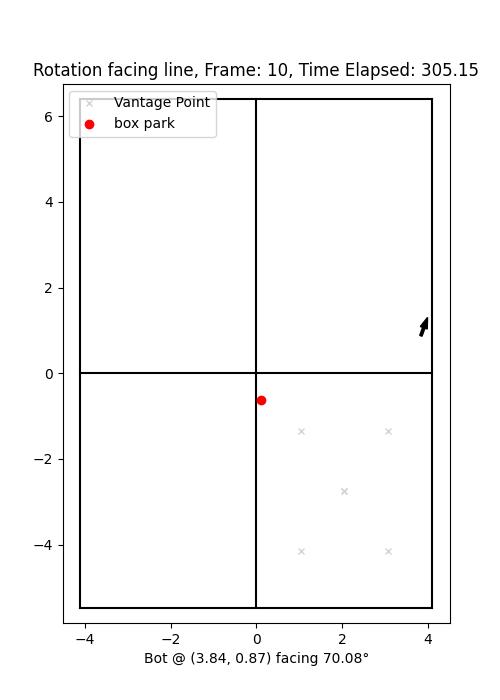 Rotation facing line, Frame: 10, Time Elapsed: 305.15
Vantage Point
box park
6
4
2
0
−2
−4
−4
−2
0
2
4
Bot @ (3.84, 0.87) facing 70.08°